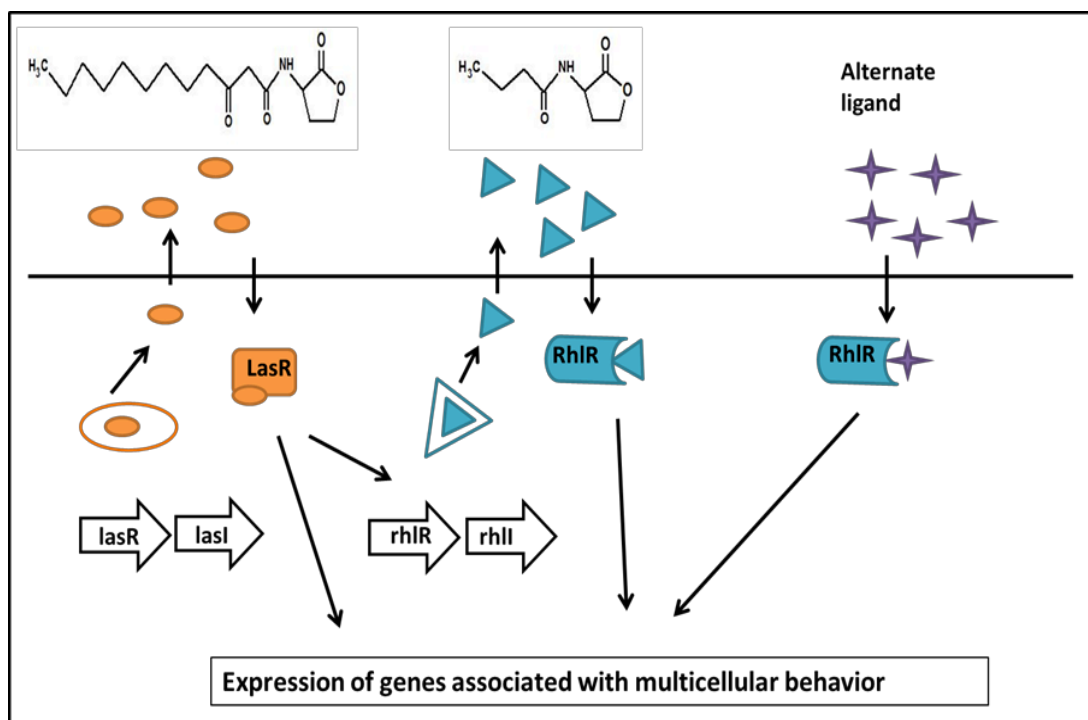 H₃C
NH
O
O
O
O
H₃C
NH
O
O
O
Alternate
ligand
LasR
RhlR
RhlR
lasR
lasI
rhlR
rhlI
Expression of genes associated with multicellular behavior